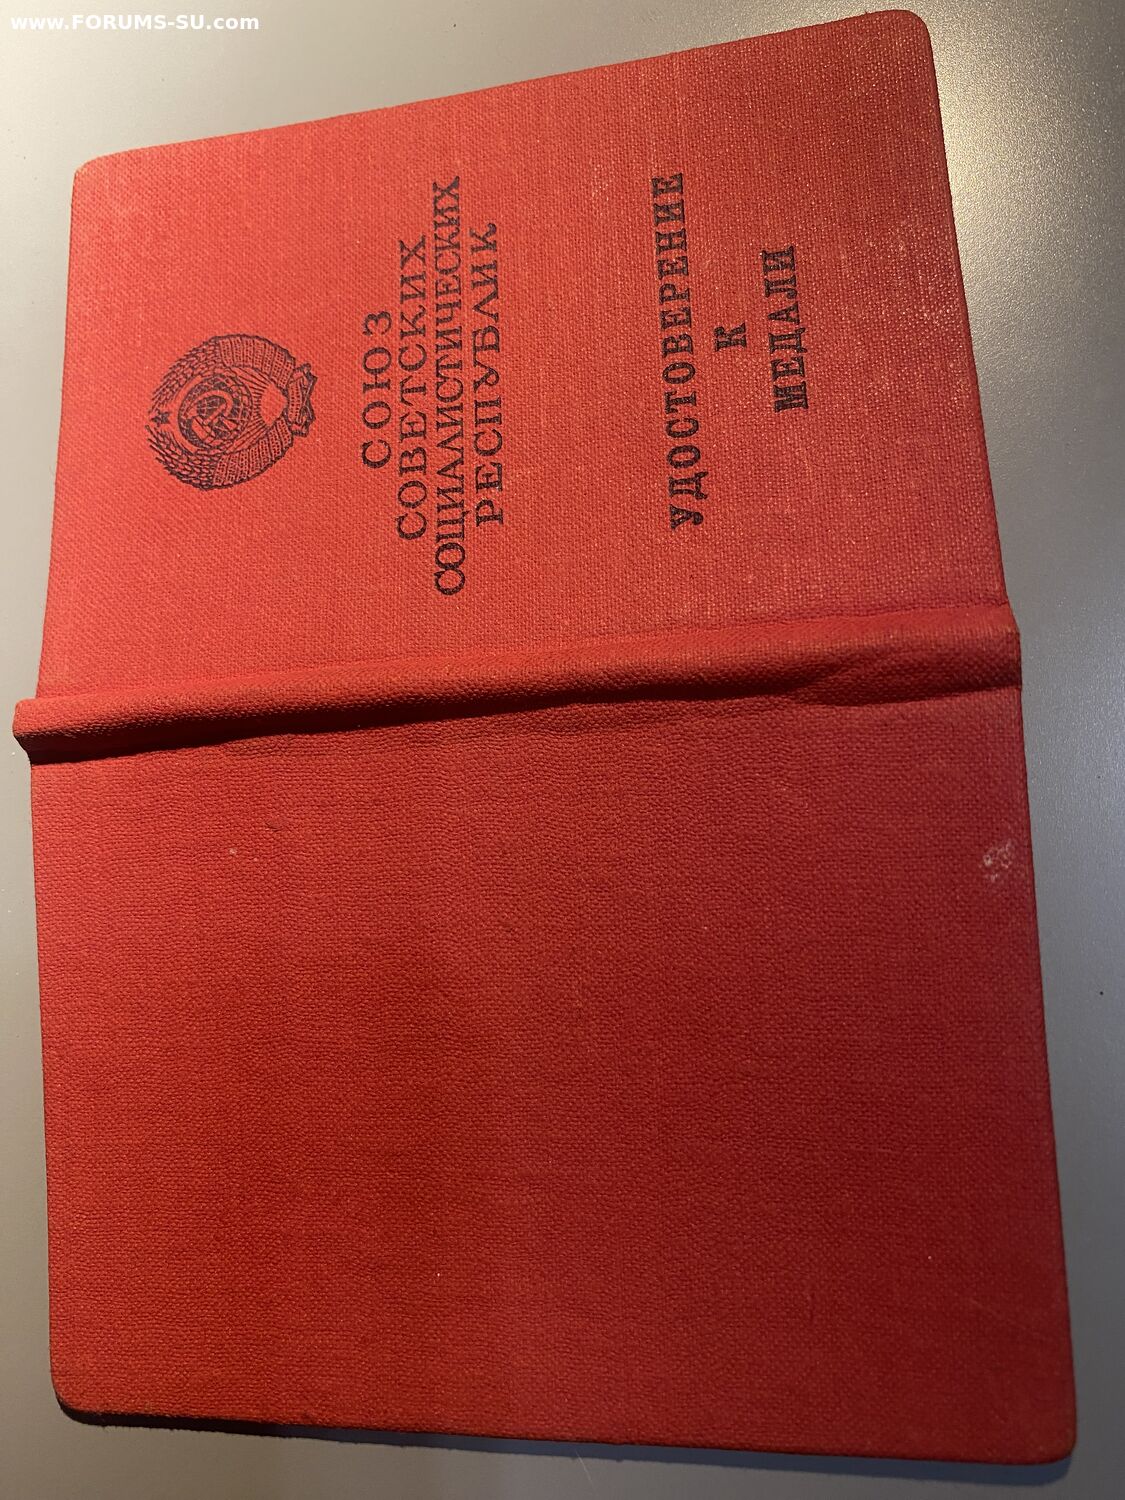 www.FORUMS-SU.com
СОЮЗ
СОВЕТСКИХ
СОЦИАЛИСТИЧЕСКИХ
РЕСПУБЛИК
УДОСТОВЕРЕНИЕ
К
МЕДАЛИ